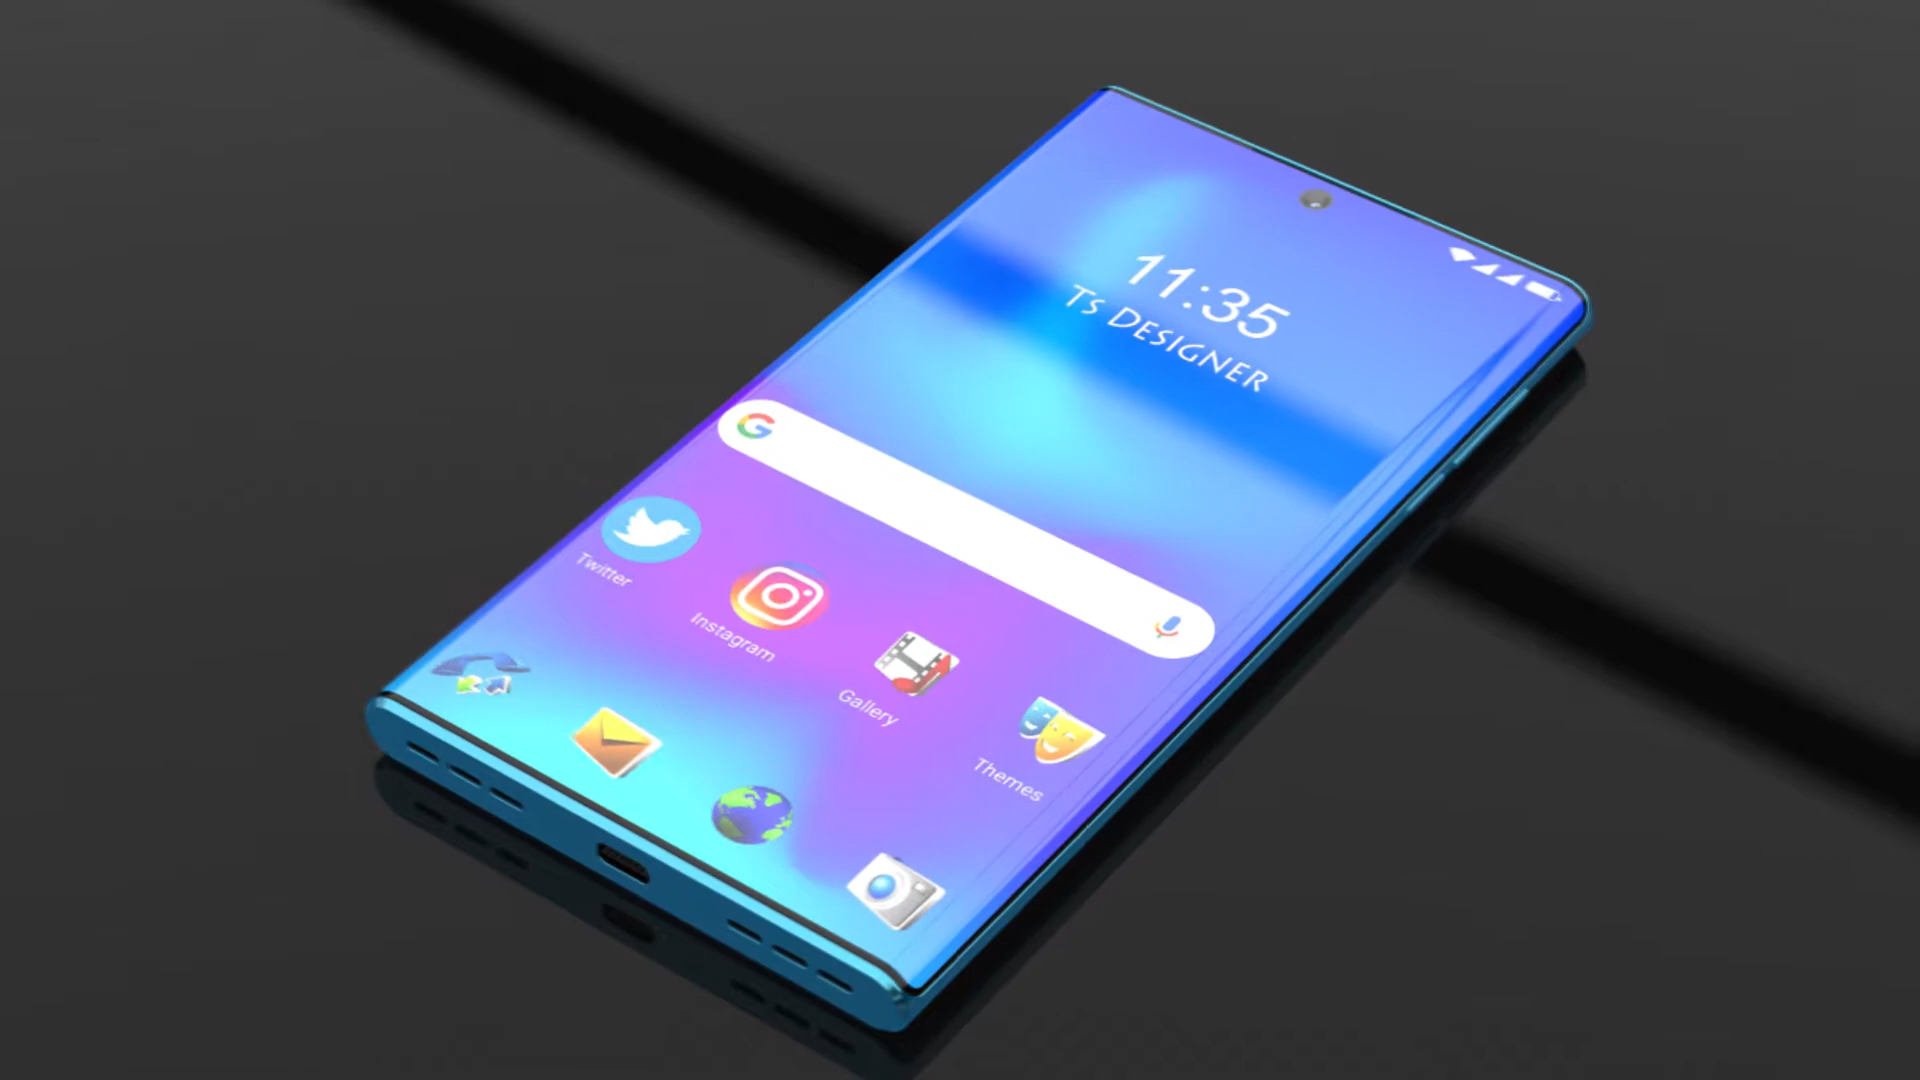 11:35
Ts Designer
G
Twitter
Instagram
Gallery
Themes